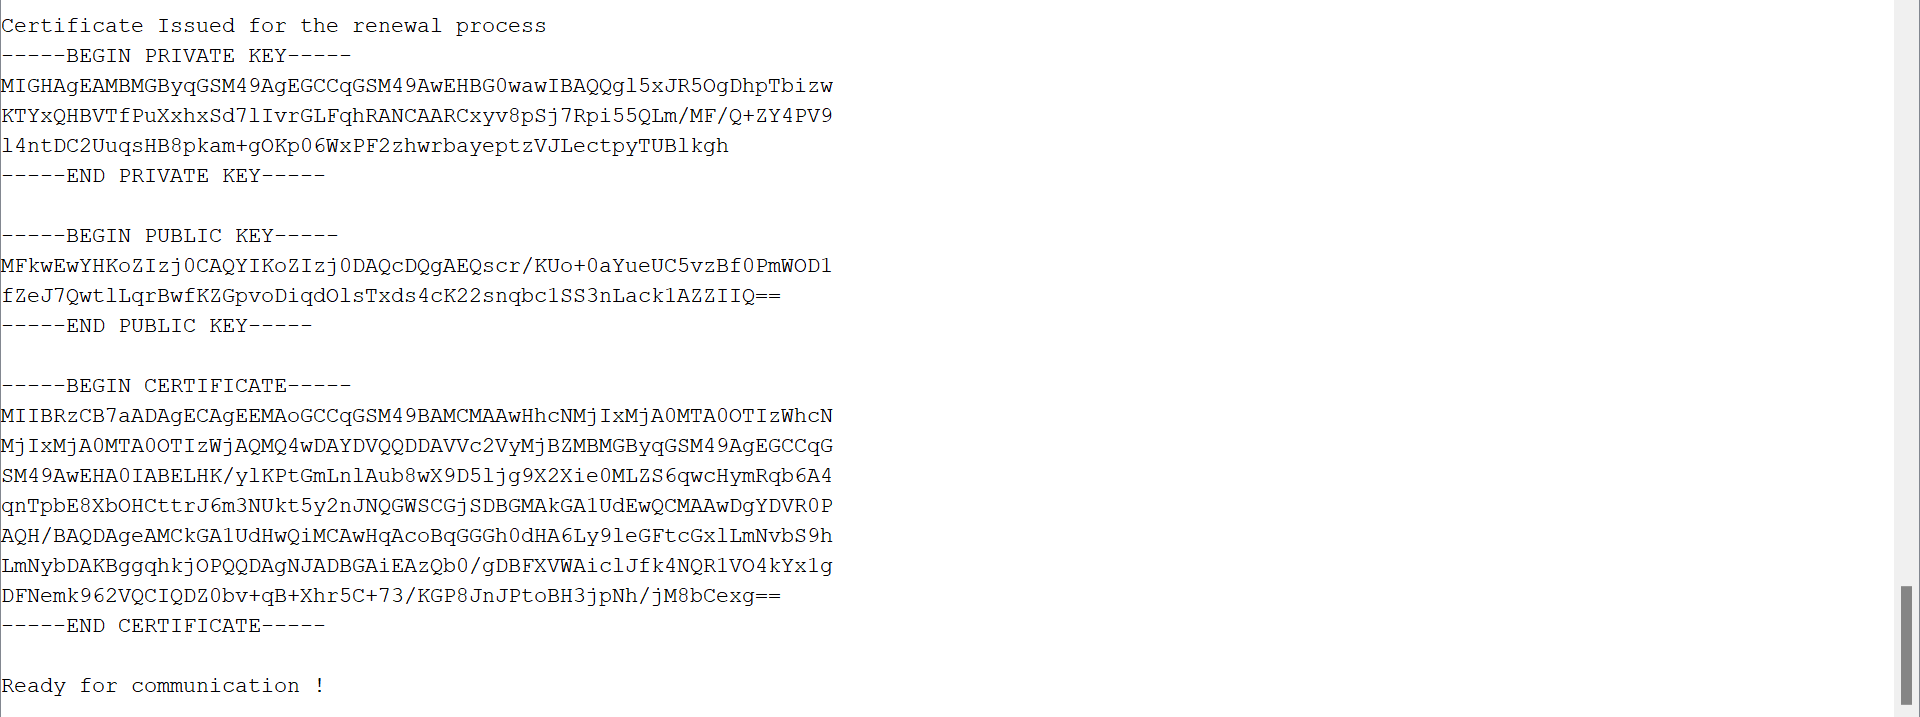 Certificate Issued for the renewal process
-----BEGIN PRIVATE KEY-----
MIGHAgEAMBMGByqGSM49AgEGCCqGSM49AwEHBG0wawIBAQQgl5xJR5OgDhpTbizw
KTYxQHBVTfPuXxhxSd7lIvrGLFqhRANCAARCxyv8pSj7Rpi55QLm/MF/Q+ZY4PV9
l4ntDC2UuqsHB8pkam+gOKp06WxPF2zhwrbayeptzVJLectpyTUBlkgh
-----END PRIVATE KEY-----

-----BEGIN PUBLIC KEY-----
MFkwEwYHKoZIzj0CAQYIKoZIzj0DAQcDQgAEQscr/KUo+0aYueUC5vzBf0PmWOD1
fZeJ7QwtlLqrBwfKZGpvoDiqdOlsTxds4cK22snqbc1SS3nLack1AZZIIQ==
-----END PUBLIC KEY-----

-----BEGIN CERTIFICATE-----
MIIBRzCB7aADAgECAgEEMAoGCCqGSM49BAMCMAAwHhcNMjIxMjA0MTA0OTIzWhcN
MjIxMjA0MTA0OTIzWjAQMQ4wDAYDVQQDDAVVc2VyMjBZMBMGByqGSM49AgEGCCqG
SM49AwEHA0IABELHK/ylKPtGmLnlAub8wX9D5ljg9X2Xie0MLZS6qwcHymRqb6A4
qnTpbE8XbOHCttrJ6m3NUkt5y2nJNQGWSCGjSDBGMAkGA1UdEwQCMAAwDgYDVR0P
AQH/BAQDAgeAMCkGA1UdHwQiMCAwHqAcoBqGGGh0dHA6Ly9leGFtcGxlLmNvbS9h
LmNybDAKBggqhkjOPQQDAgNJADBGAiEAzQb0/gDBFXVWAiclJfk4NQR1VO4kYx1g
DFNemk962VQCIQDZ0bv+qB+Xhr5C+73/KGP8JnJPtoBH3jpNh/jM8bCexg==
-----END CERTIFICATE-----

Ready for communication !